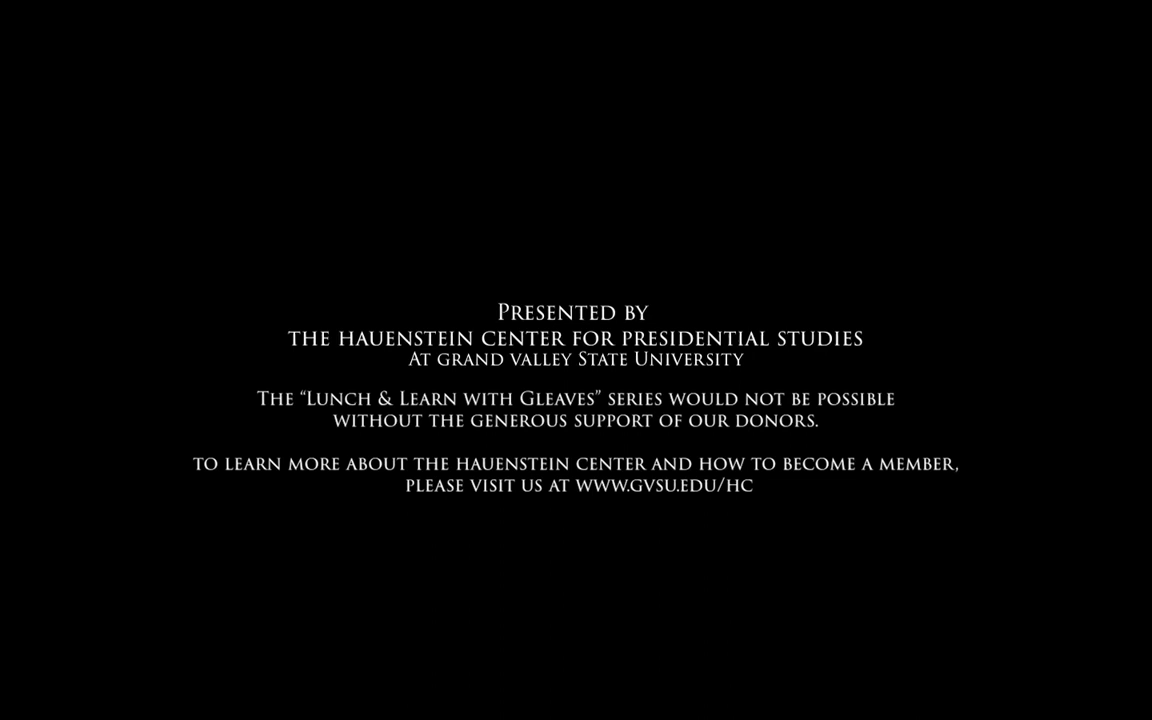 Presented by
the Hauenstein Center for Presidential Studies
At Grand Valley State University
The “Lunch & Learn with Gleaves” series would not be possible
without the generous support of our donors.
to learn more about the Hauenstein Center and how to become a member,
please visit us at www.gvsu.edu/hc